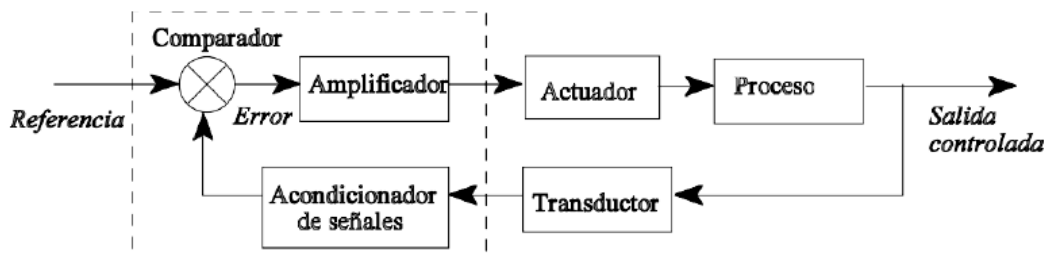 Comparador
Amplificador
Actuador
Proceso
Referencia
Error
Salida
controlada
Acondicionador
de señales
Transductor